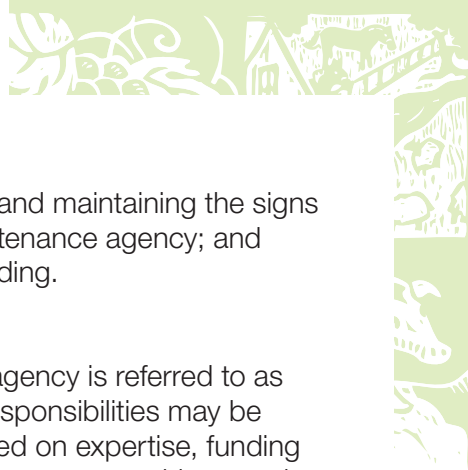 and maintaining the signs
tenance agency; and
ding.
agency is referred to as
sponsibilities may be
ed on expertise, funding